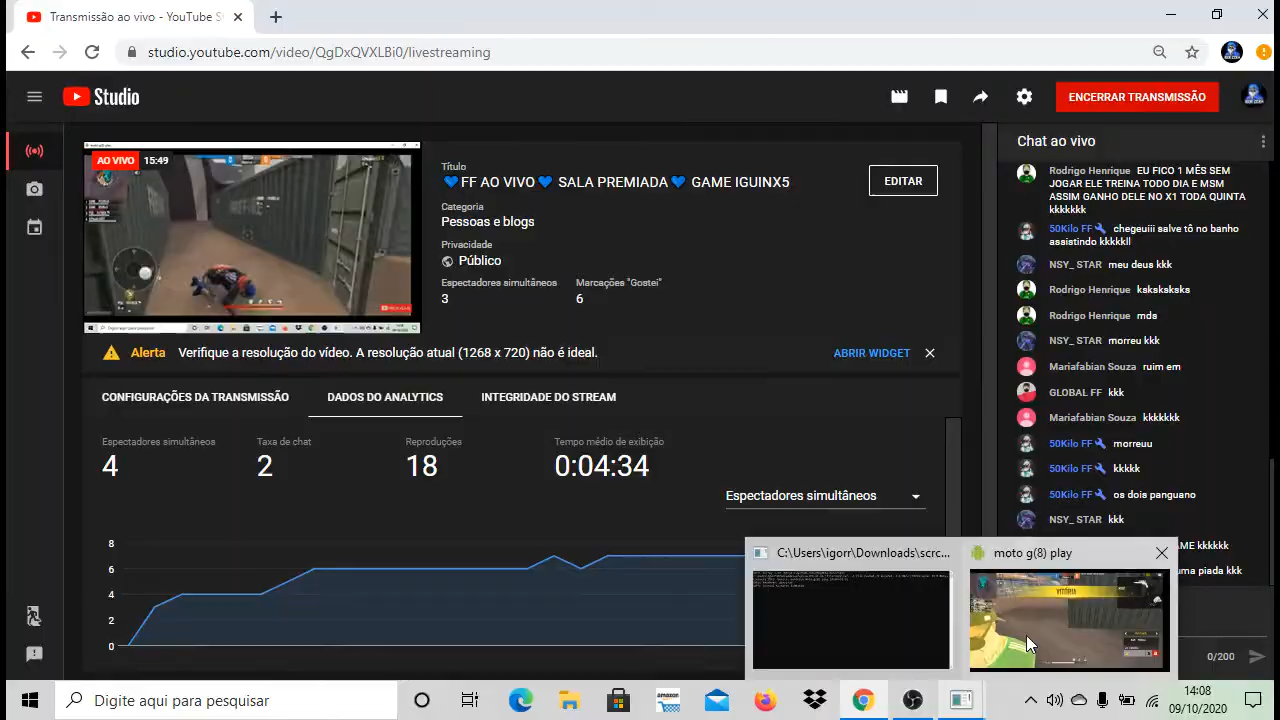 Transmissão ao vivo - YouTube S
studio.youtube.com/video/QgDxQVXLBi0/livestreaming
Studio
ENCERRAR TRANSMISSÃO
AO VIVO 15:49
Título
💙FF AO VIVO💙 SALA PREMIADA💙 GAME IGUINX5
EDITAR
Categoria
Pessoas e blogs
Privacidade
Público
Espectadores simultâneos
Marcações "Gostei"
3
6
Alerta Verifique a resolução do vídeo. A resolução atual (1268 x 720) não é ideal.
ABRIR WIDGET
CONFIGURAÇÕES DA TRANSMISSÃO
DADOS DO ANALYTICS
INTEGRIDADE DO STREAM
Espectadores simultâneos
Taxa de chat
Reproduções
Tempo médio de exibição
4
2
18
0:04:34
Espectadores simultâneos
8
6
4
2
0
Chat ao vivo
Rodrigo Henrique EU FICO 1 MÊS SEM
JOGAR ELE TREINA TODO DIA E MSM
ASSIM GANHO DELE NO X1 TODA QUINTA
kkkkkkk
50Kilo FF chegeuiii salve tô no banho
assistindo kkkkkll
NSY_ STAR meu deus kkk
Rodrigo Henrique ksksksksks
Rodrigo Henrique mds
NSY_ STAR morreu kkk
Mariafabian Souza ruim em
GLOBAL FF kkk
Mariafabian Souza kkkkkkk
50Kilo FF morreuu
50Kilo FF kkkkk
50Kilo FF os dois panguano
NSY_ STAR kkk
AME kkkkkk
uma piada kkk
0/200
C:\Users\igorr\Downloads\scrc...
moto g(8) play
VITÓRIA
Digite aqui para pesquisar
amazon
14:08
09/10/2020